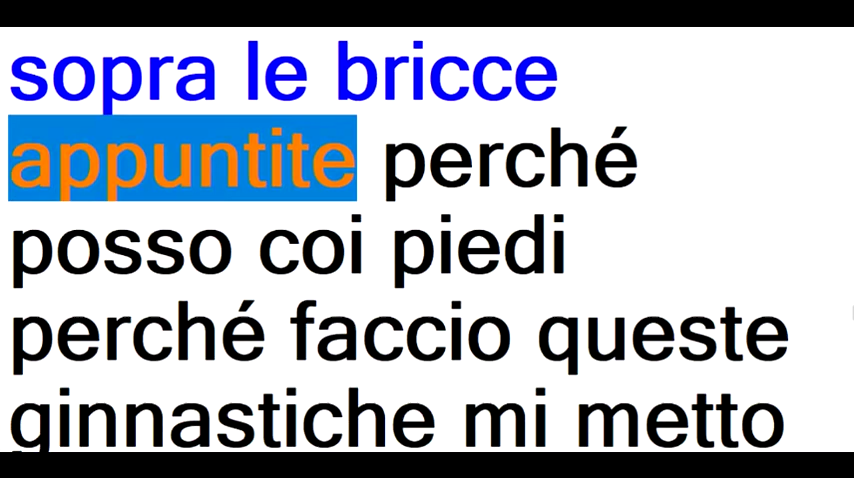 sopra le bricce
appuntite perché
posso coi piedi
perché faccio queste
ginnastiche mi metto